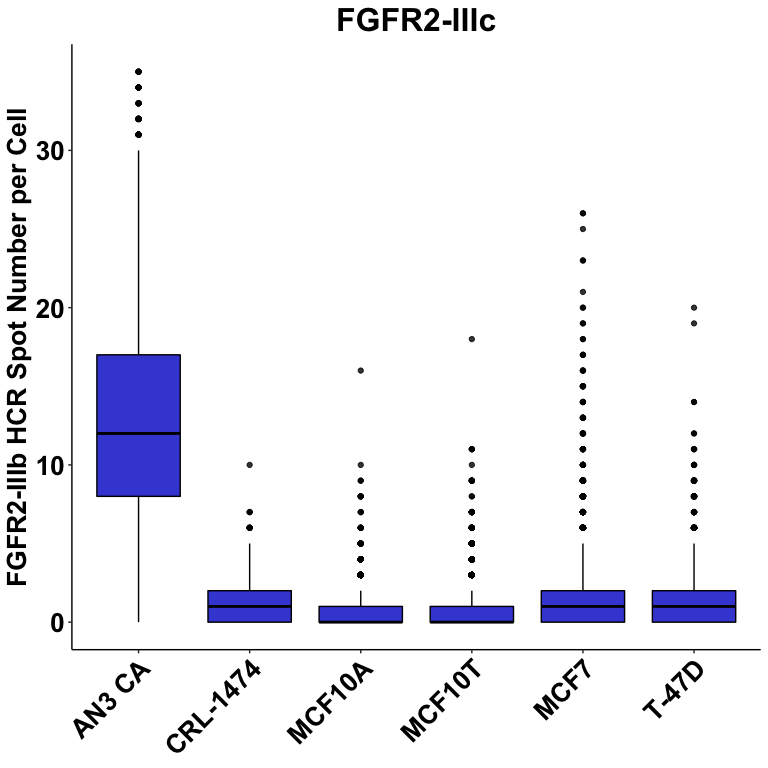 FGFR2-IIIc
FGFR2-IIIb HCR Spot Number per Cell
30
20
10
0
AN3 CA
CRL-1474
MCF10A
MCF10T
MCF7
T-47D